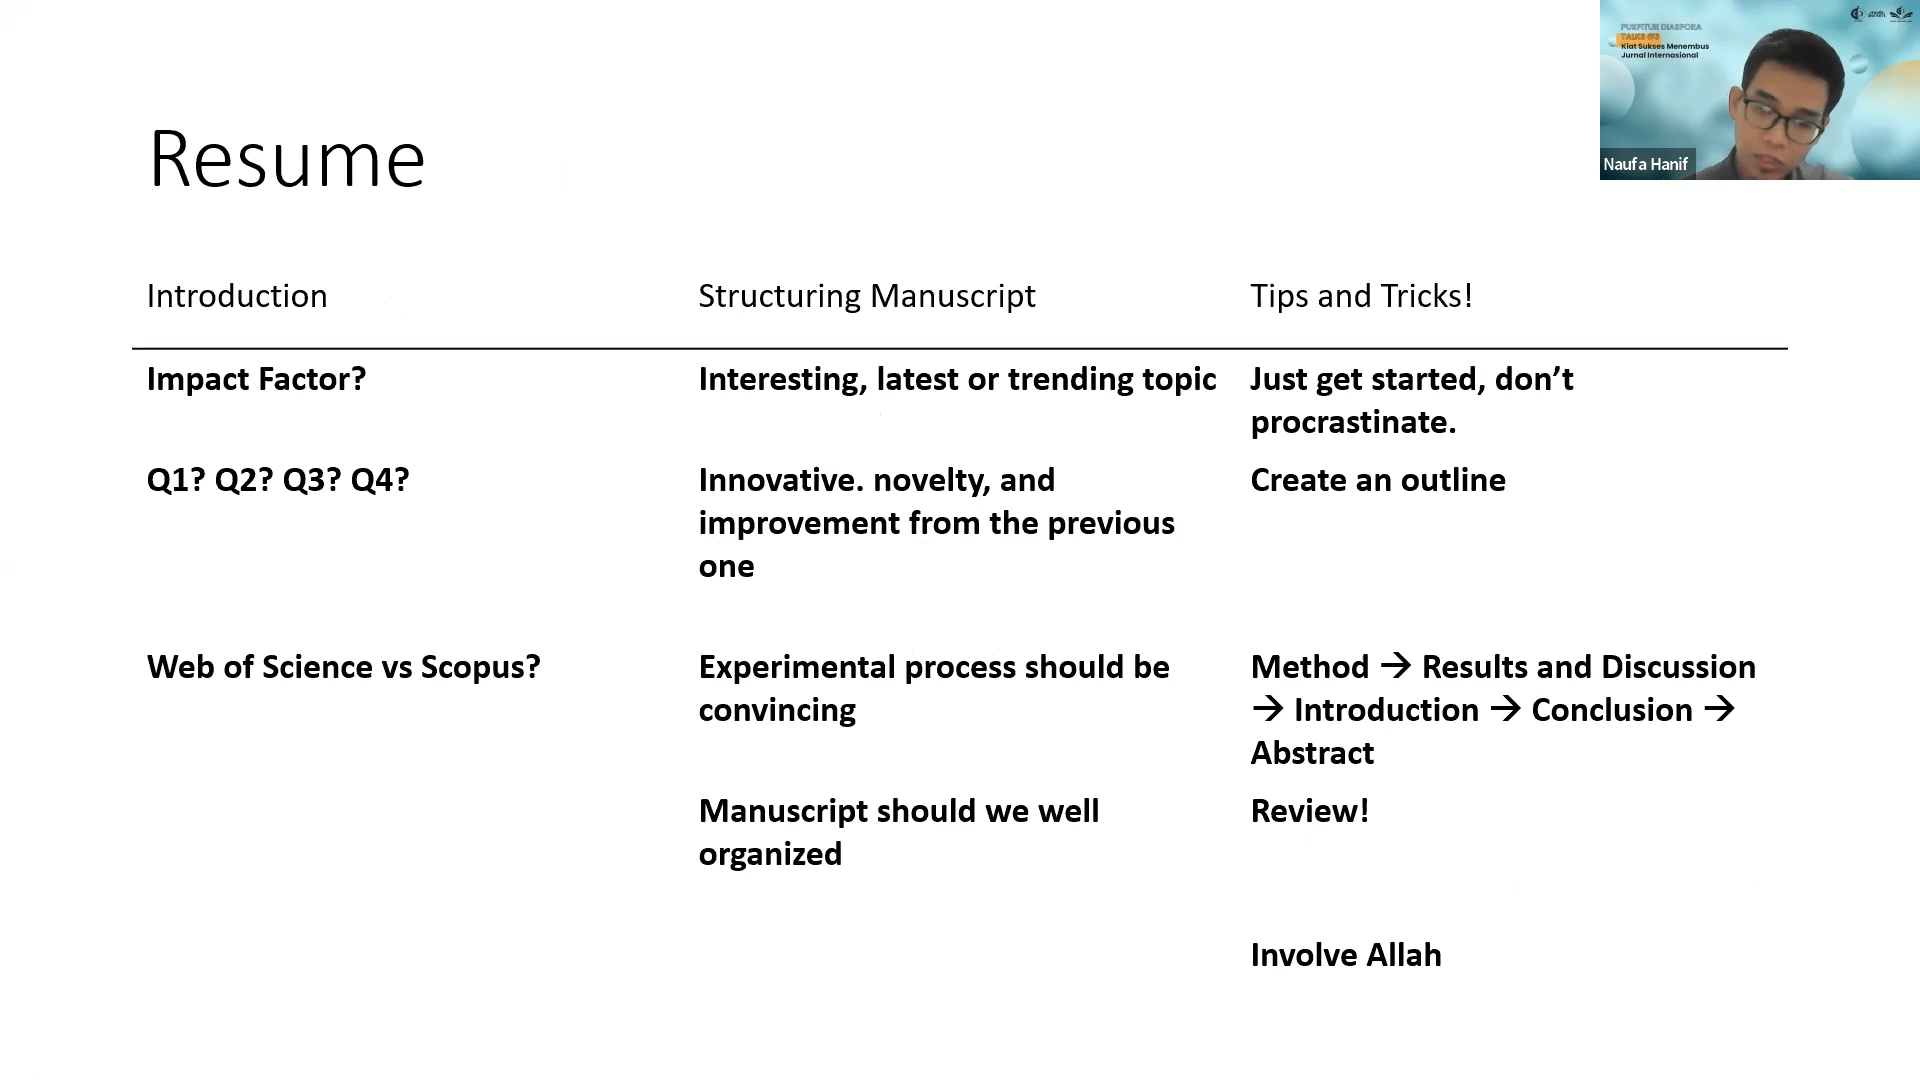 PUSPITUR DIASPORA
TALKS #3
Kiat Sukses Menembus
Jurnal Internasional
Naufa Hanif
Resume
Introduction
Structuring Manuscript
Tips and Tricks!
Impact Factor?
Interesting, latest or trending topic
Just get started, don’t
procrastinate.
Q1? Q2? Q3? Q4?
Innovative. novelty, and
improvement from the previous
one
Create an outline
Web of Science vs Scopus?
Experimental process should be
convincing
Method → Results and Discussion
→ Introduction → Conclusion →
Abstract
Manuscript should we well
organized
Review!
Involve Allah